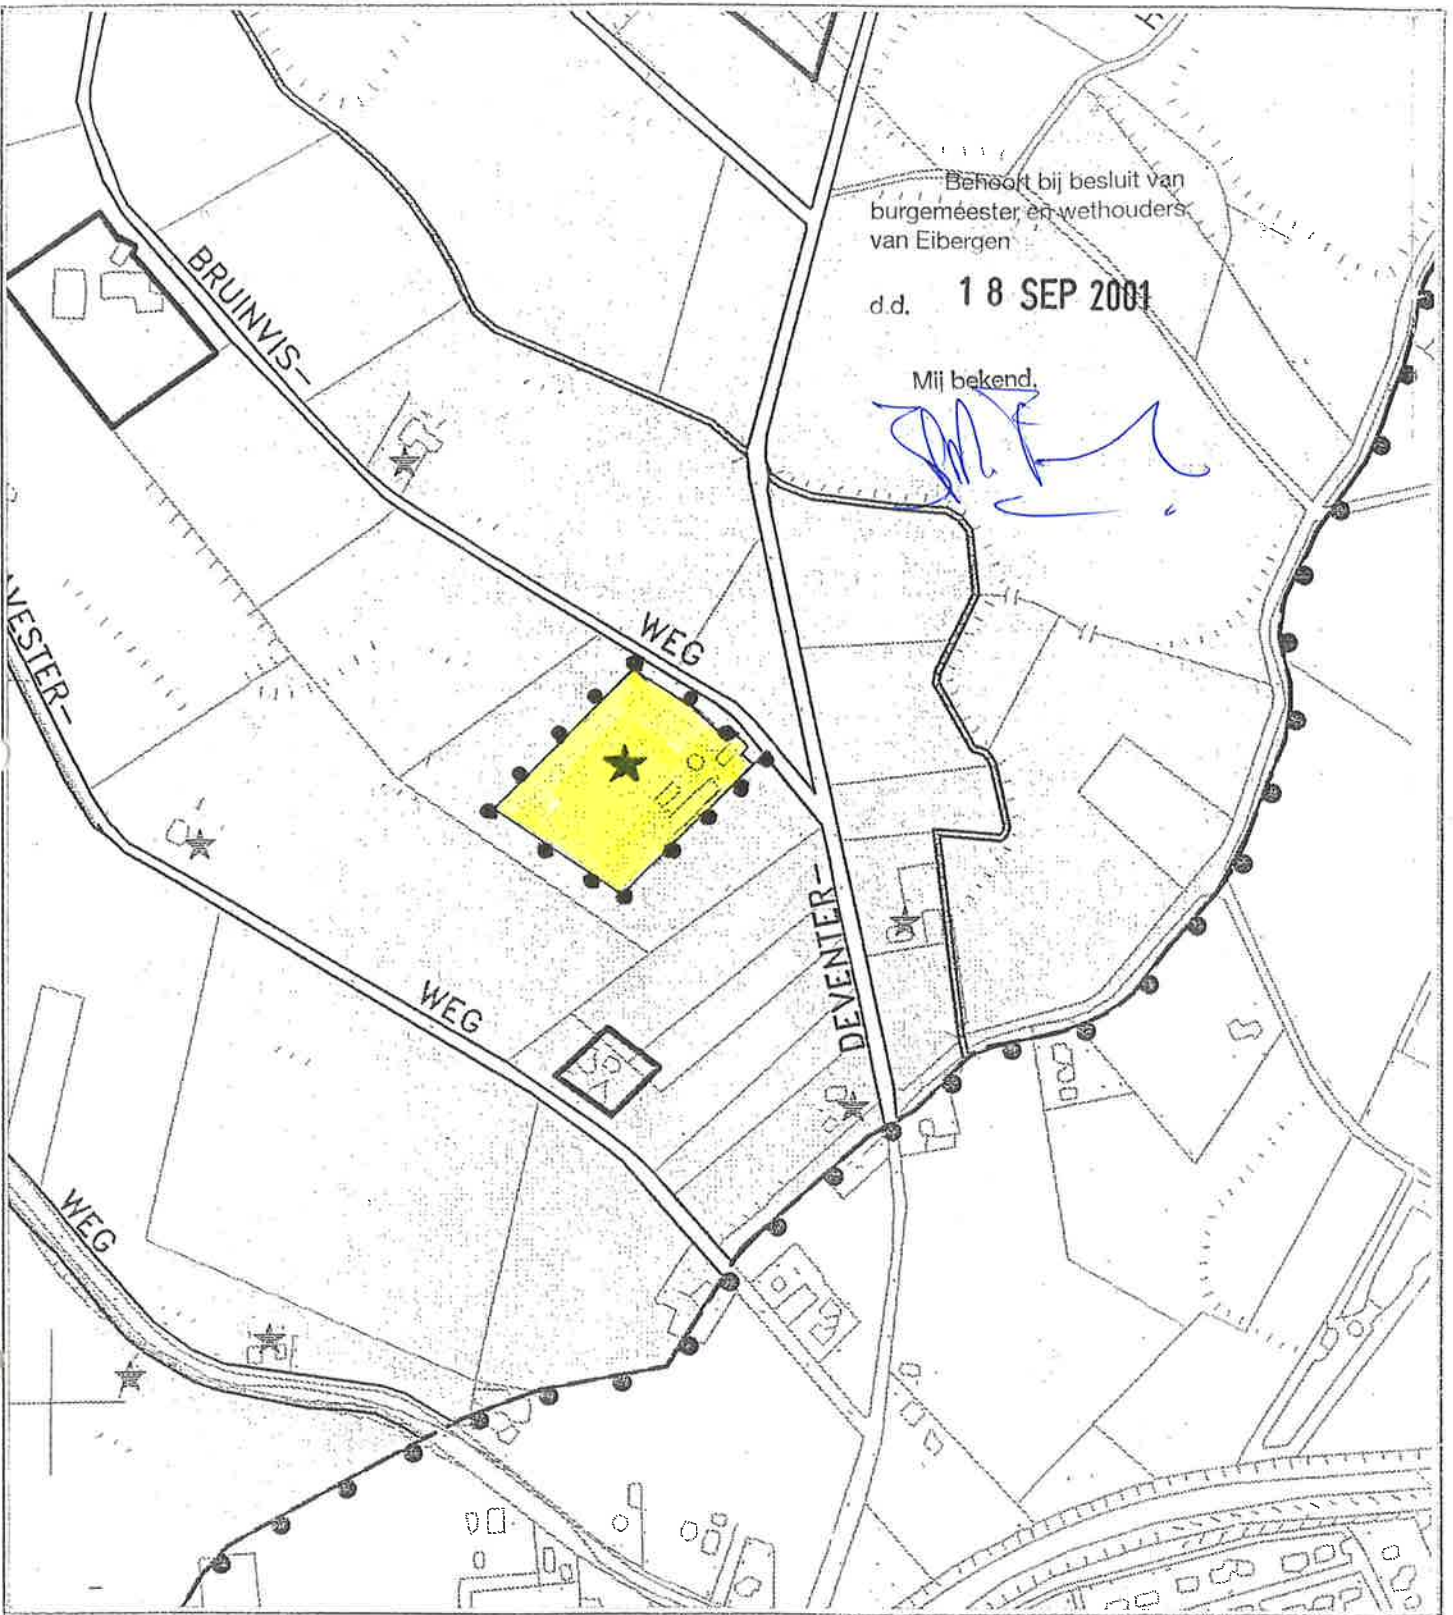 Behoort bij besluit van
burgemeester en wethouders
van Eibergen
d.d. 18 SEP 2001
Mij bekend,
BRUINVIS-
WEG
DEVENTER-
WEG
WEG